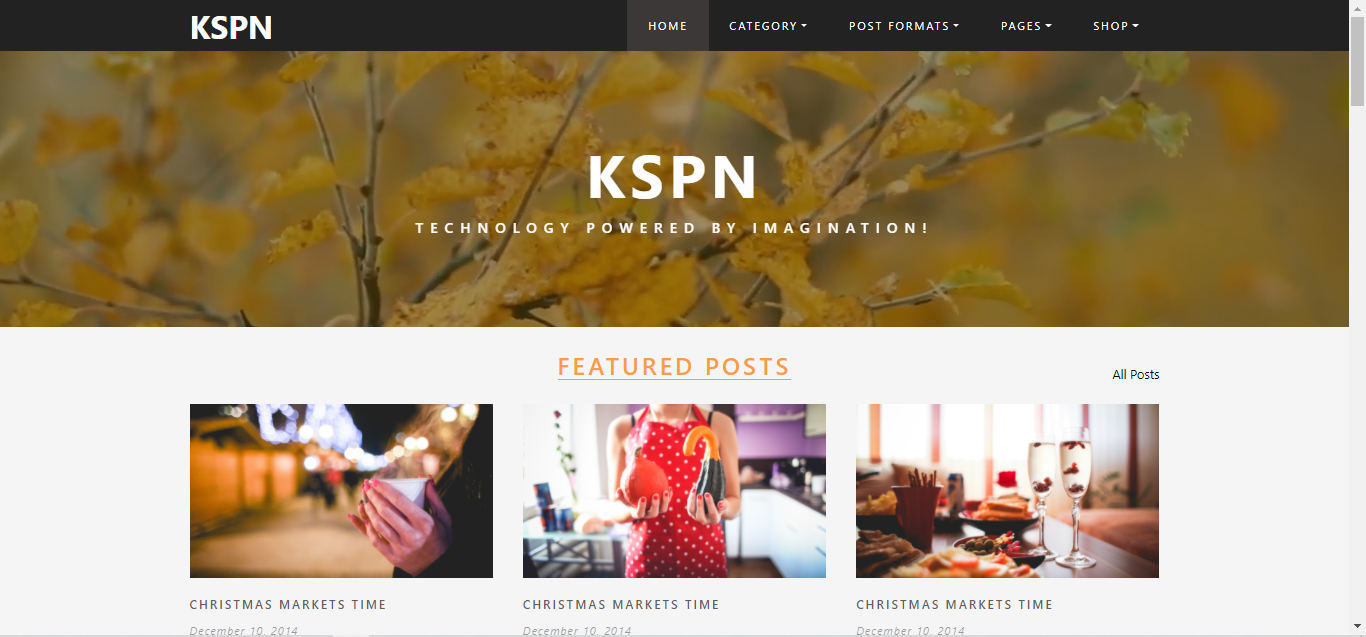 KSPN
HOME CATEGORY POST FORMATS PAGES SHOP
KSPN
TECHNOLOGY POWERED BY IMAGINATION!
FEATURED POSTS
All Posts
CHRISTMAS MARKETS TIME
CHRISTMAS MARKETS TIME
CHRISTMAS MARKETS TIME
December 10, 2014
December 10, 2014
December 10, 2014